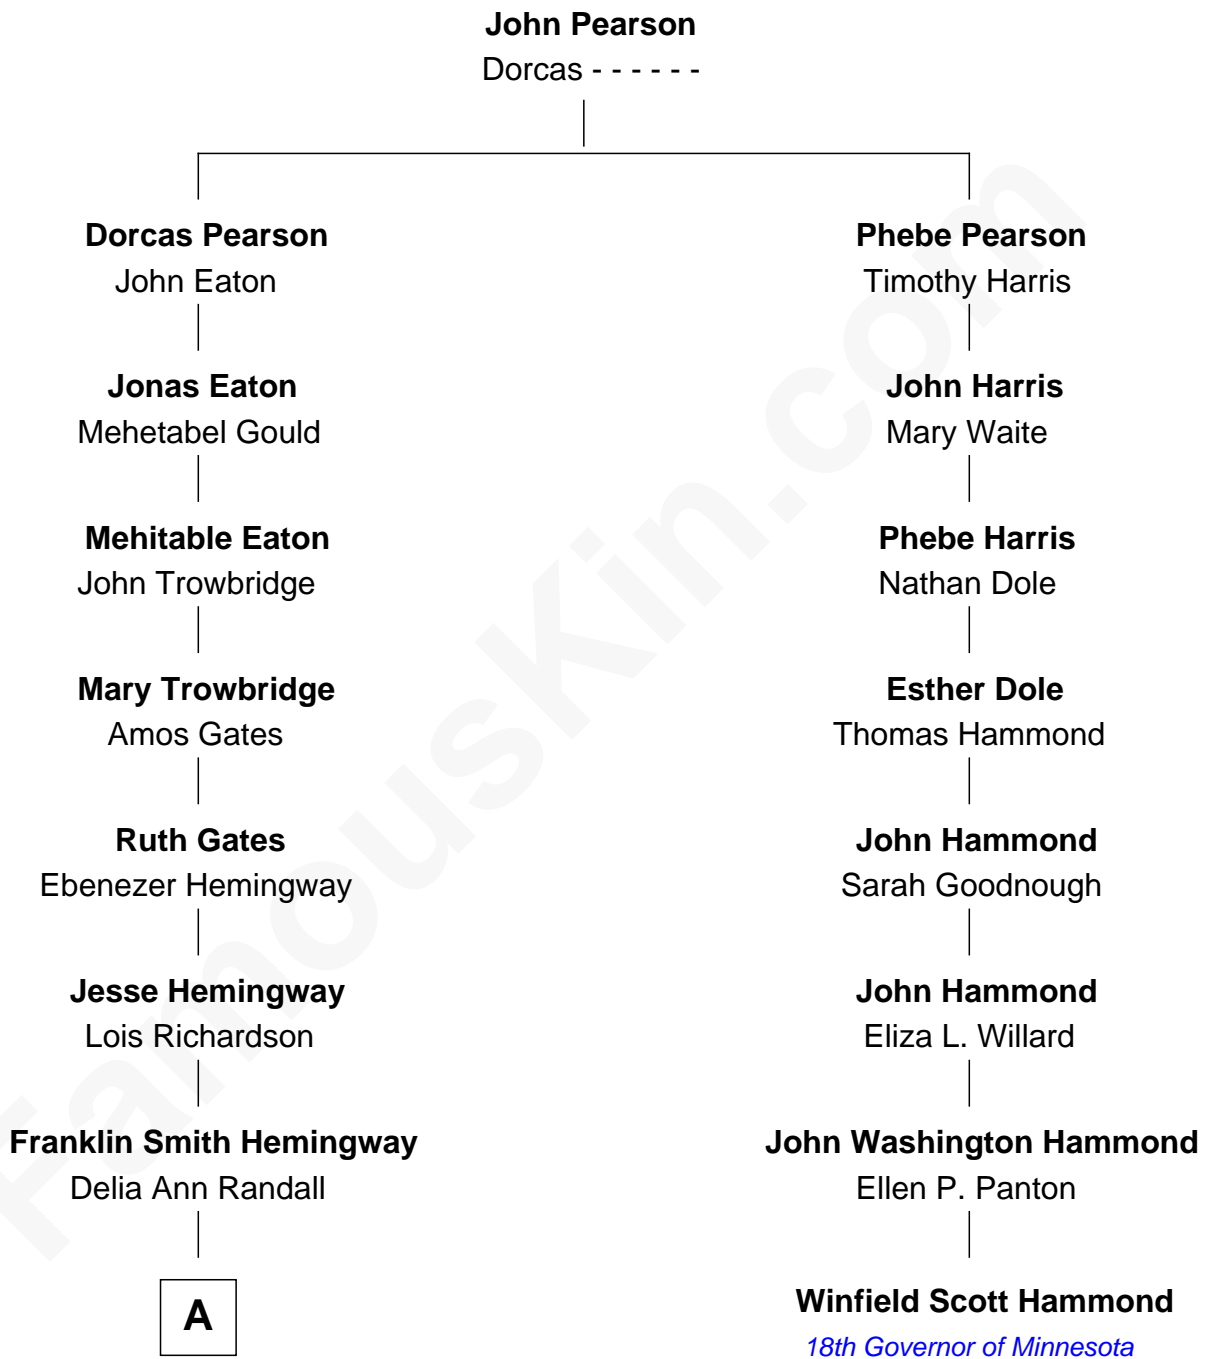 John Pearson
Dorcas - - - - - -
Dorcas Pearson
John Eaton
Phebe Pearson
Timothy Harris
Jonas Eaton
Mehetabel Gould
John Harris
Mary Waite
Mehitable Eaton
John Trowbridge
Phebe Harris
Nathan Dole
Mary Trowbridge
Amos Gates
Esther Dole
Thomas Hammond
Ruth Gates
Ebenezer Hemingway
John Hammond
Sarah Goodnough
Jesse Hemingway
Lois Richardson
John Hammond
Eliza L. Willard
Franklin Smith Hemingway
Delia Ann Randall
John Washington Hammond
Ellen P. Panton
A
Winfield Scott Hammond
18th Governor of Minnesota
FamousKin.com